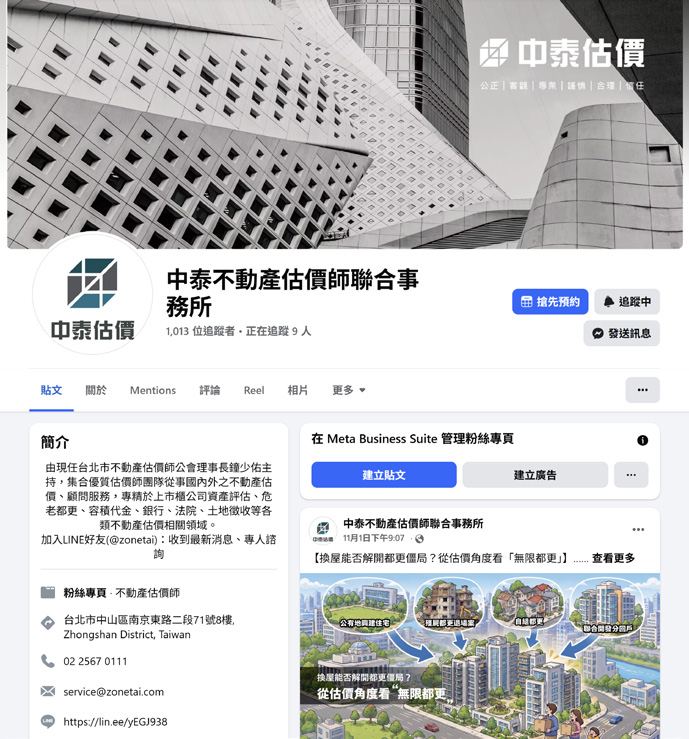 中泰估價
公正｜客觀｜專業｜謹慎｜合理｜信任
中泰估價
中泰不動產估價師聯合事
務所
1,013 位追蹤者・正在追蹤 9 人
搶先預約
追蹤中
發送訊息
貼文
關於
Mentions
評論
Reel
相片
更多
簡介
由現任台北市不動產估價師公會理事長鐘少佑主
持，集合優質估價師團隊從事國內外之不動產估
價、顧問服務，專精於上市櫃公司資產評估、危
老都更、容積代金、銀行、法院、土地徵收等各
類不動產估價相關領域。
加入LINE好友(@zonetai)：收到最新消息、專人諮
詢
粉絲專頁 · 不動產估價師
台北市中山區南京東路二段71號8樓,
Zhongshan District, Taiwan
02 2567 0111
service@zonetai.com
LINE
https://lin.ee/yEGJ938
在 Meta Business Suite 管理粉絲專頁
建立貼文
建立廣告
中泰估價
中泰不動產估價師聯合事務所
11月1日下午9:07 ·
【換屋能否解開都更僵局？從估價角度看「無限都更」】...... 查看更多
公有地興建住宅
殭屍都更退場案
自組都更
聯合開發分回戶
換屋能否解開都更僵局？
從估價角度看“無限都更”